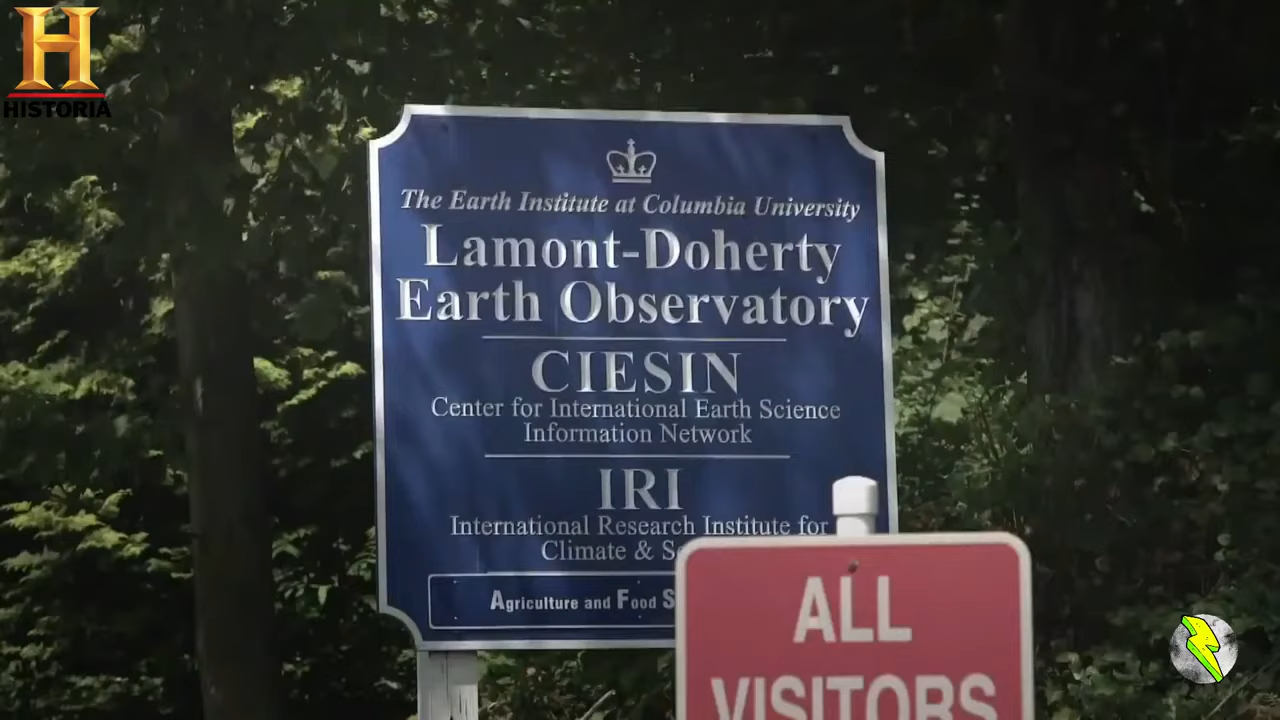 H
HISTORIA
The Earth Institute at Columbia University
Lamont-Doherty
Earth Observatory
CIESIN
Center for International Earth Science
Information Network
IRI
International Research Institute for
Climate &
Agriculture and Food
ALL
VISITORS